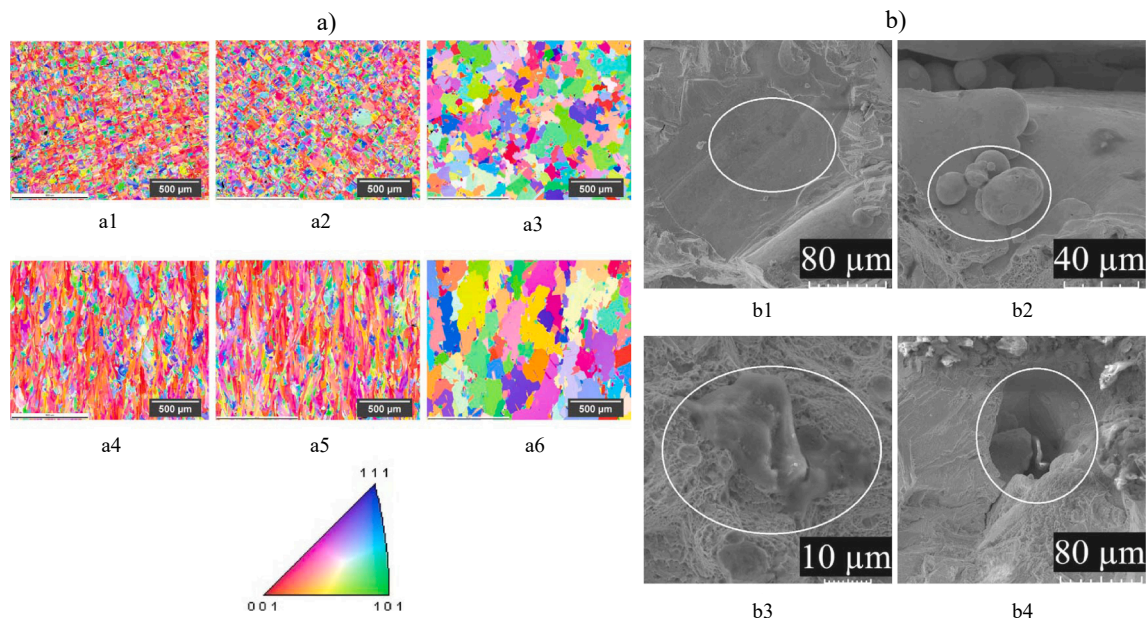 a)
500 µm
500 µm
500 µm
a1
a2
a3
500 µm
500 µm
500 µm
a4
a5
a6
1 1 1
0 0 1
1 0 1
b)
80 µm
40 µm
b1
b2
10 µm
80 µm
b3
b4